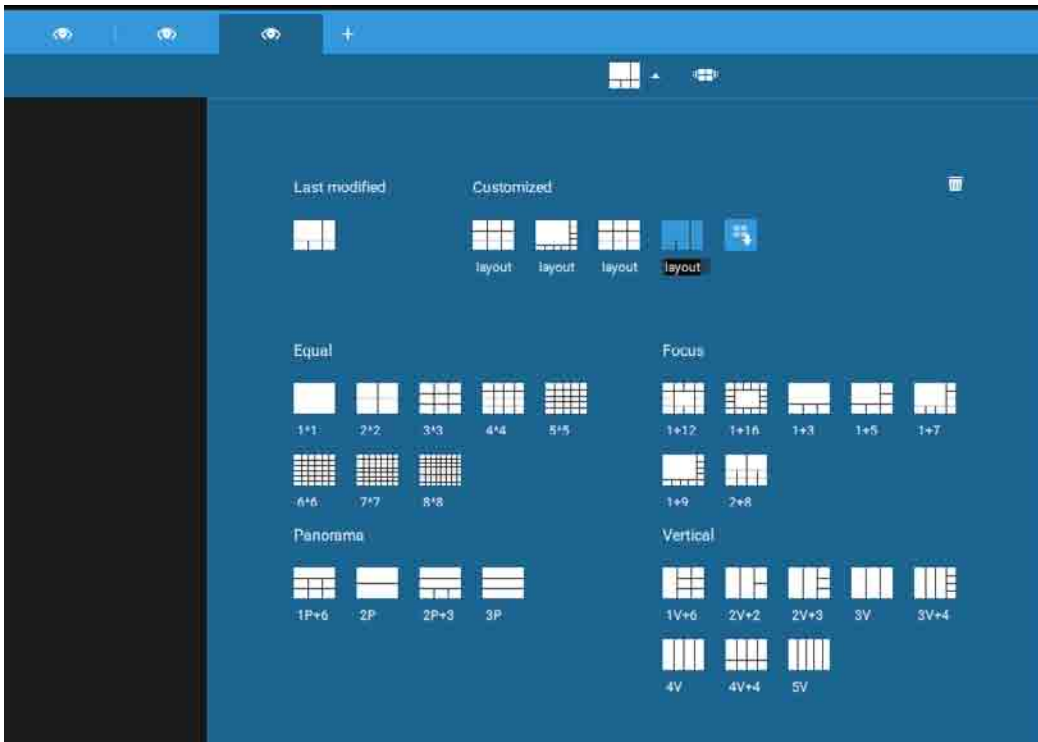 Last modified Customized
layout layout layout layout
Equal Focus
1*1 2*2 3*3 4*4 5*5 1+12 1+16 1+3 1+5 1+7
6*6 7*7 8*8 1+9 2+8
Panorama Vertical
1P+6 2P 2P+3 3P 1V+6 2V+2 2V+3 3V 3V+4
4V 4V+4 5V